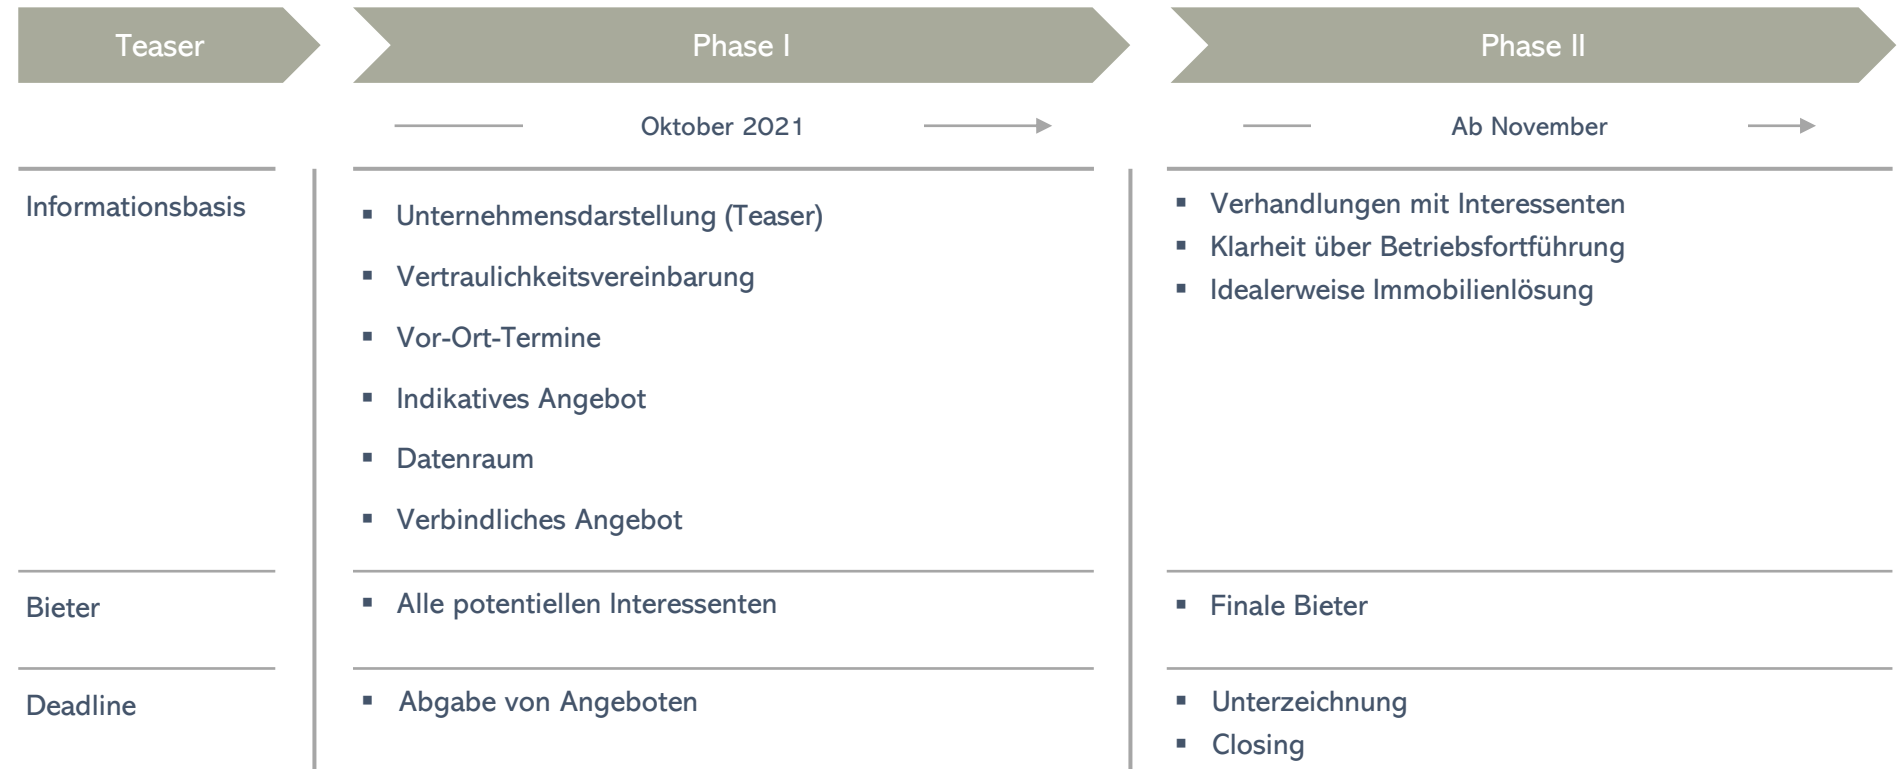 Teaser
Phase I
Phase II
Oktober 2021
Ab November
Informationsbasis
▪ Unternehmensdarstellung (Teaser)
▪ Vertraulichkeitsvereinbarung
▪ Vor-Ort-Termine
▪ Indikatives Angebot
▪ Datenraum
▪ Verbindliches Angebot
▪ Verhandlungen mit Interessenten
▪ Klarheit über Betriebsfortführung
▪ Idealerweise Immobilienlösung
Bieter
▪ Alle potentiellen Interessenten
▪ Finale Bieter
Deadline
▪ Abgabe von Angeboten
▪ Unterzeichnung
▪ Closing